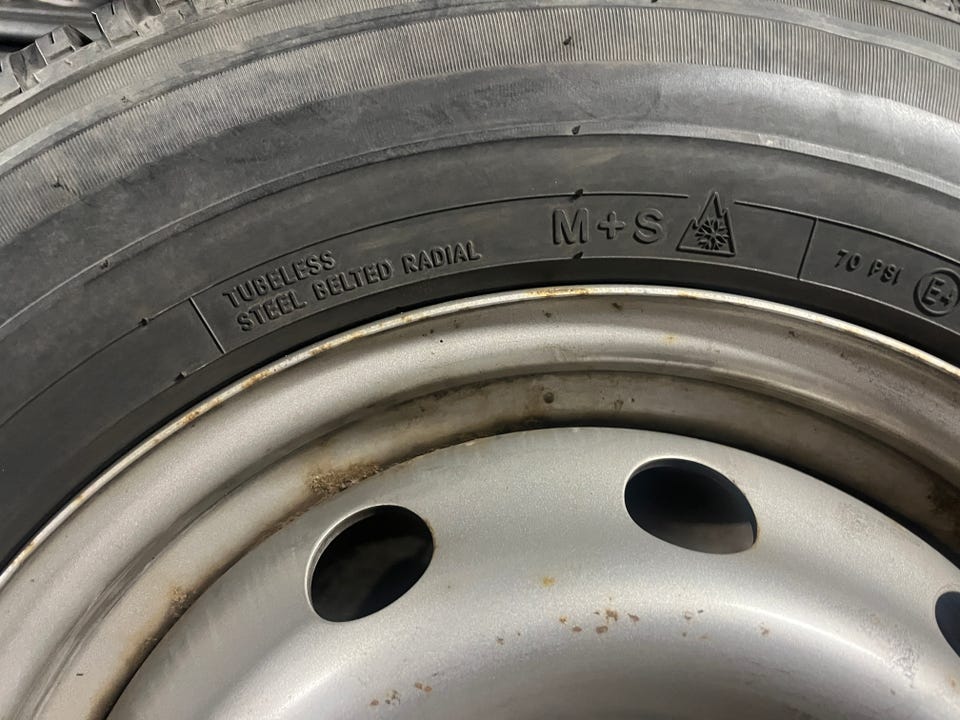 TUBELESS
STEEL BELTED RADIAL
M+S
70 PSI